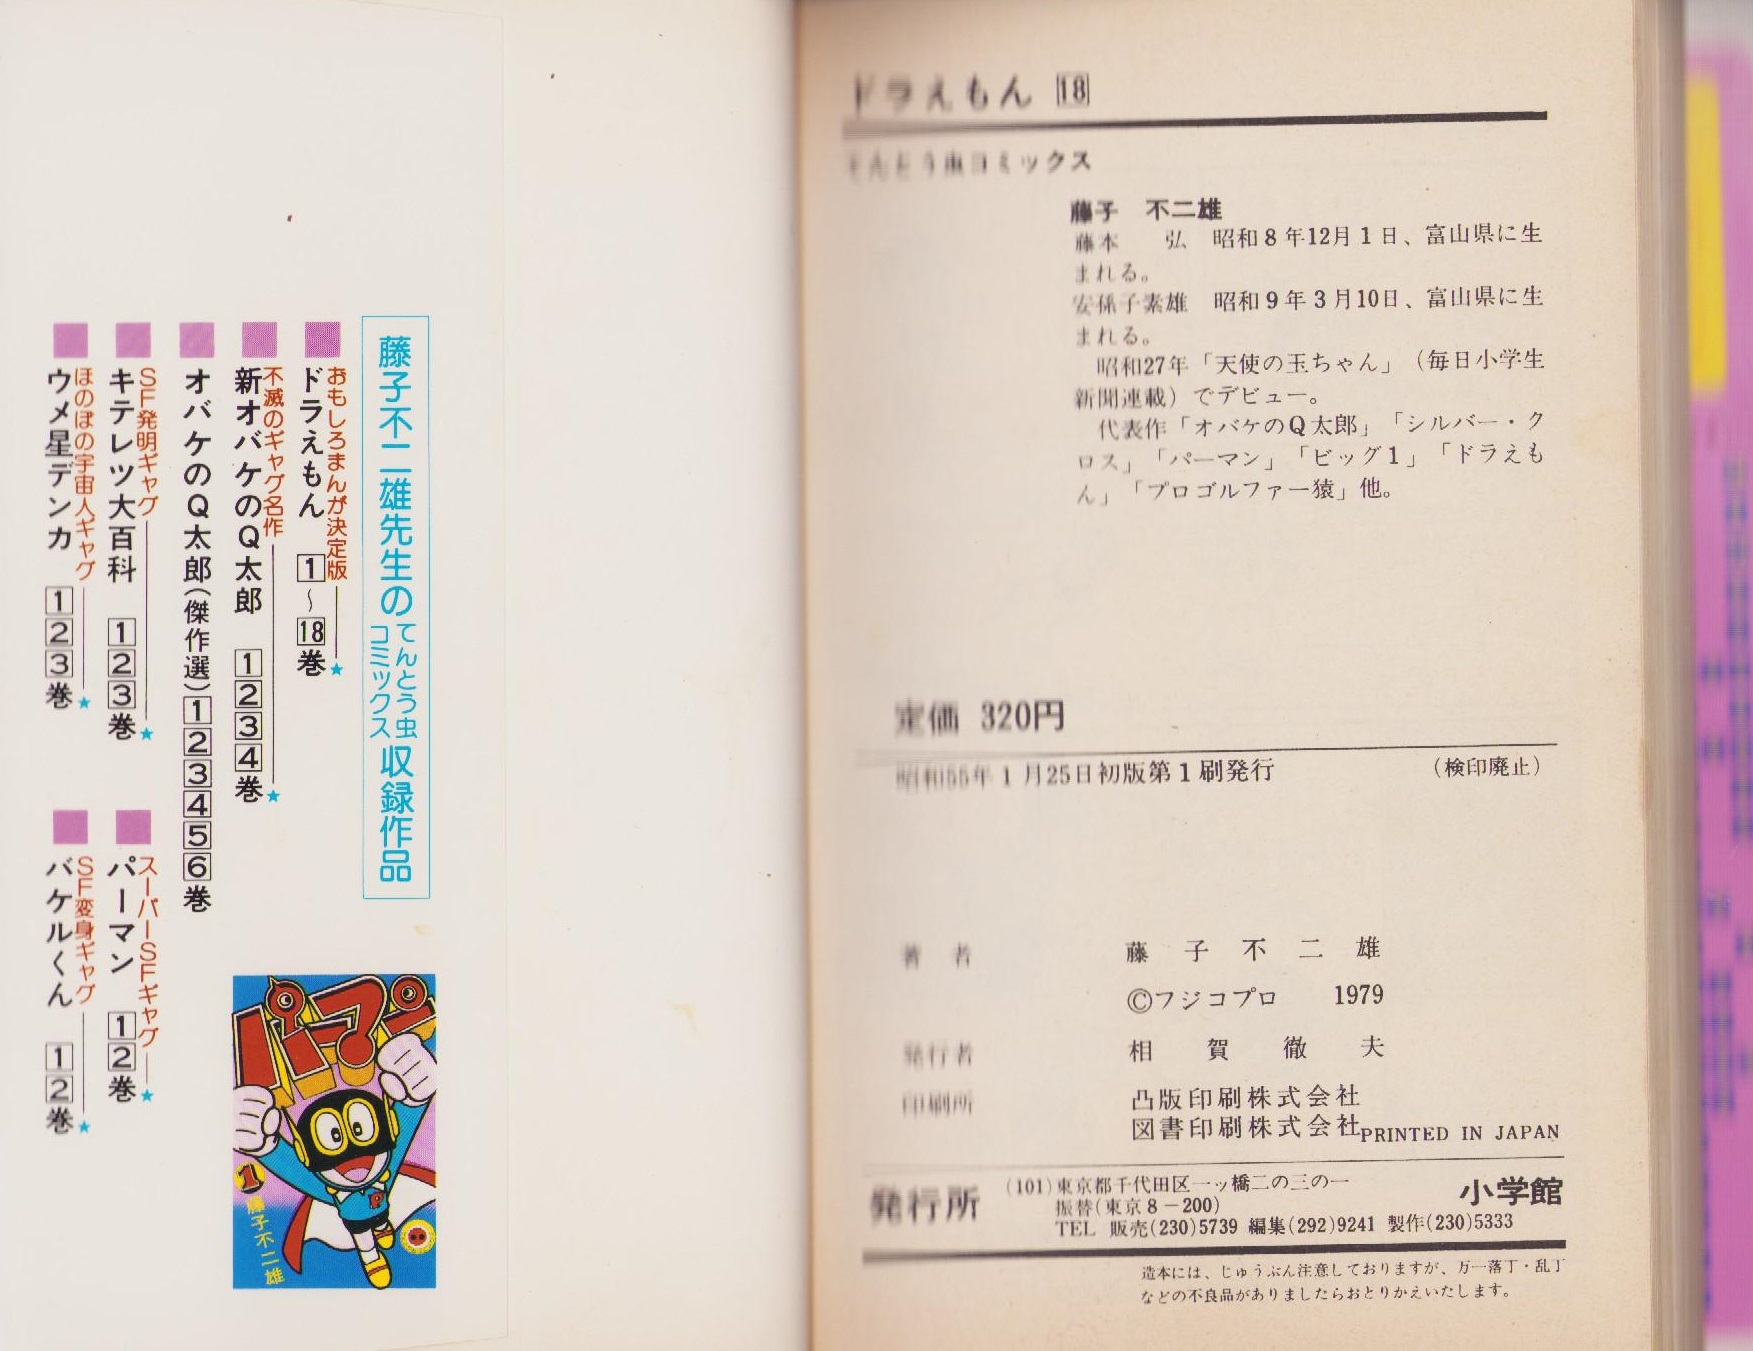 藤子不二雄先生の てんとう虫コミックス 収録作品
おもしろまんが決定版
ドラえもん 1〜18巻★
不滅のギャグ名作
新オバケのQ太郎 1234巻★
オバケのQ太郎(傑作選)123456巻
SF発明ギャグ
キテレツ大百科 123巻★
ほのぼの宇宙人ギャグ
ウメ星デンカ 123巻★
スーパーSFギャグ
パーマン 12巻★
SF変身ギャグ
バケルくん 12巻★
パーマン
1
藤子不二雄
ドラえもん 18
てんとう虫コミックス
藤子 不二雄
藤本 弘 昭和8年12月1日、富山県に生
まれる。
安孫子素雄 昭和9年3月10日、富山県に生
まれる。
昭和27年「天使の玉ちゃん」(毎日小学生
新聞連載)でデビュー。
代表作「オバケのQ太郎」「シルバー・ク
ロス」「パーマン」「ビッグ1」「ドラえも
ん」「プロゴルファー猿」他。
定価 320円
昭和55年1月25日初版第1刷発行 (検印廃止)
著者 藤子不二雄
©フジコプロ 1979
発行者 相賀徹夫
印刷所 凸版印刷株式会社
図書印刷株式会社 PRINTED IN JAPAN
発行所 (101)東京都千代田区一ッ橋二の三の一 小学館
振替(東京8-200)
TEL 販売(230)5739 編集(292)9241 製作(230)5333
造本には、じゅうぶん注意しておりますが、万一落丁・乱丁
などの不良品がありましたらおとりかえいたします。